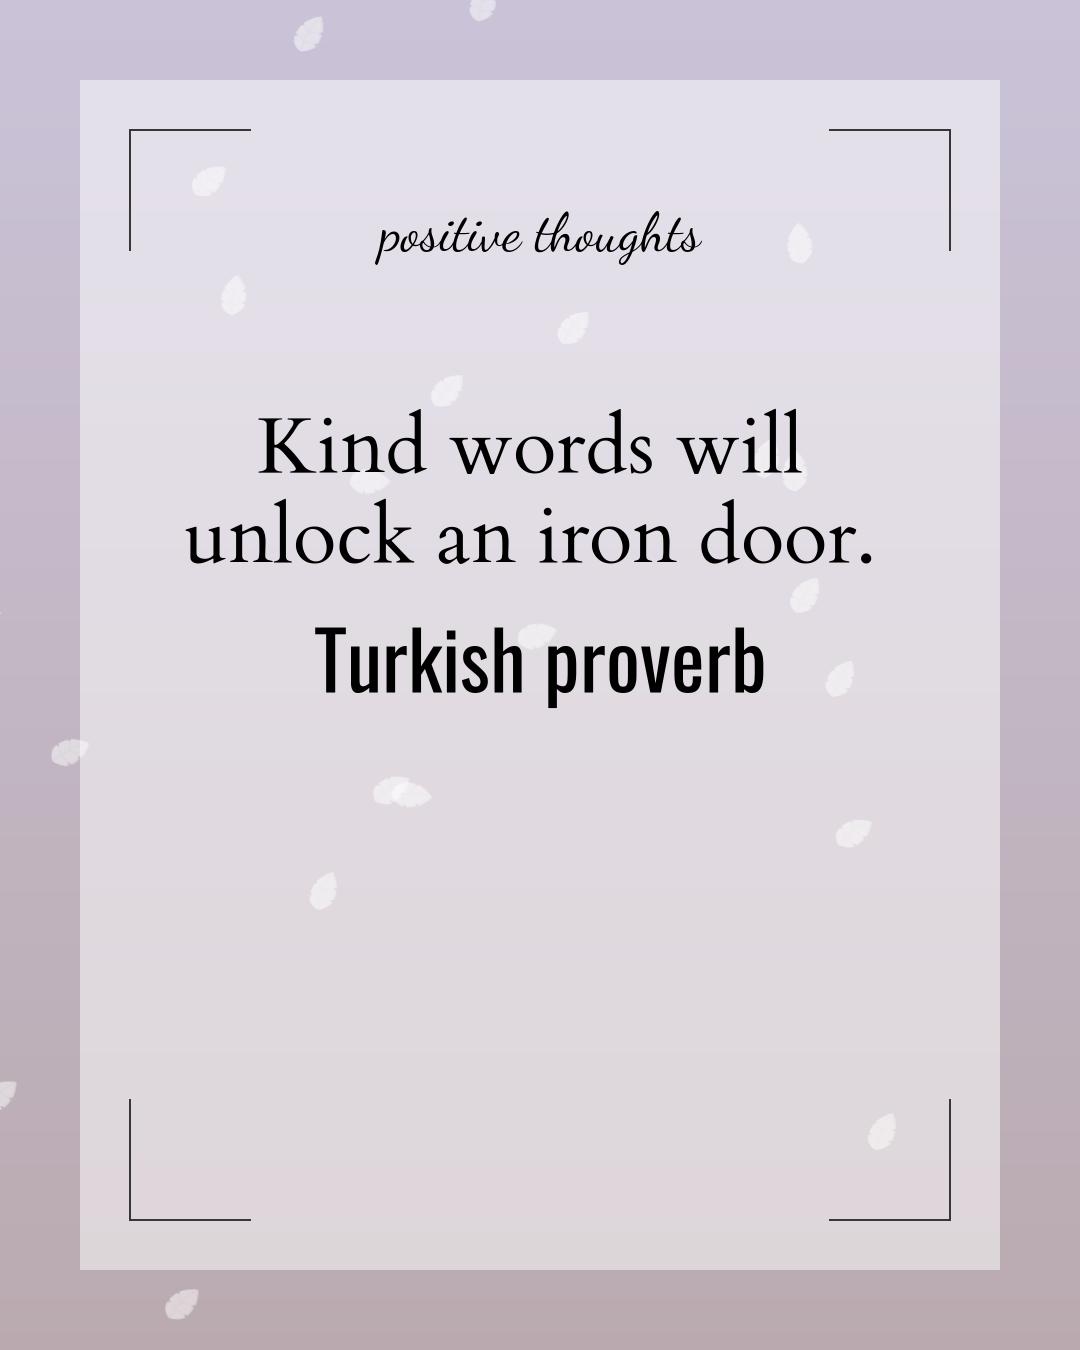 positive thoughts
Kind words will
unlock an iron door.
Turkish proverb